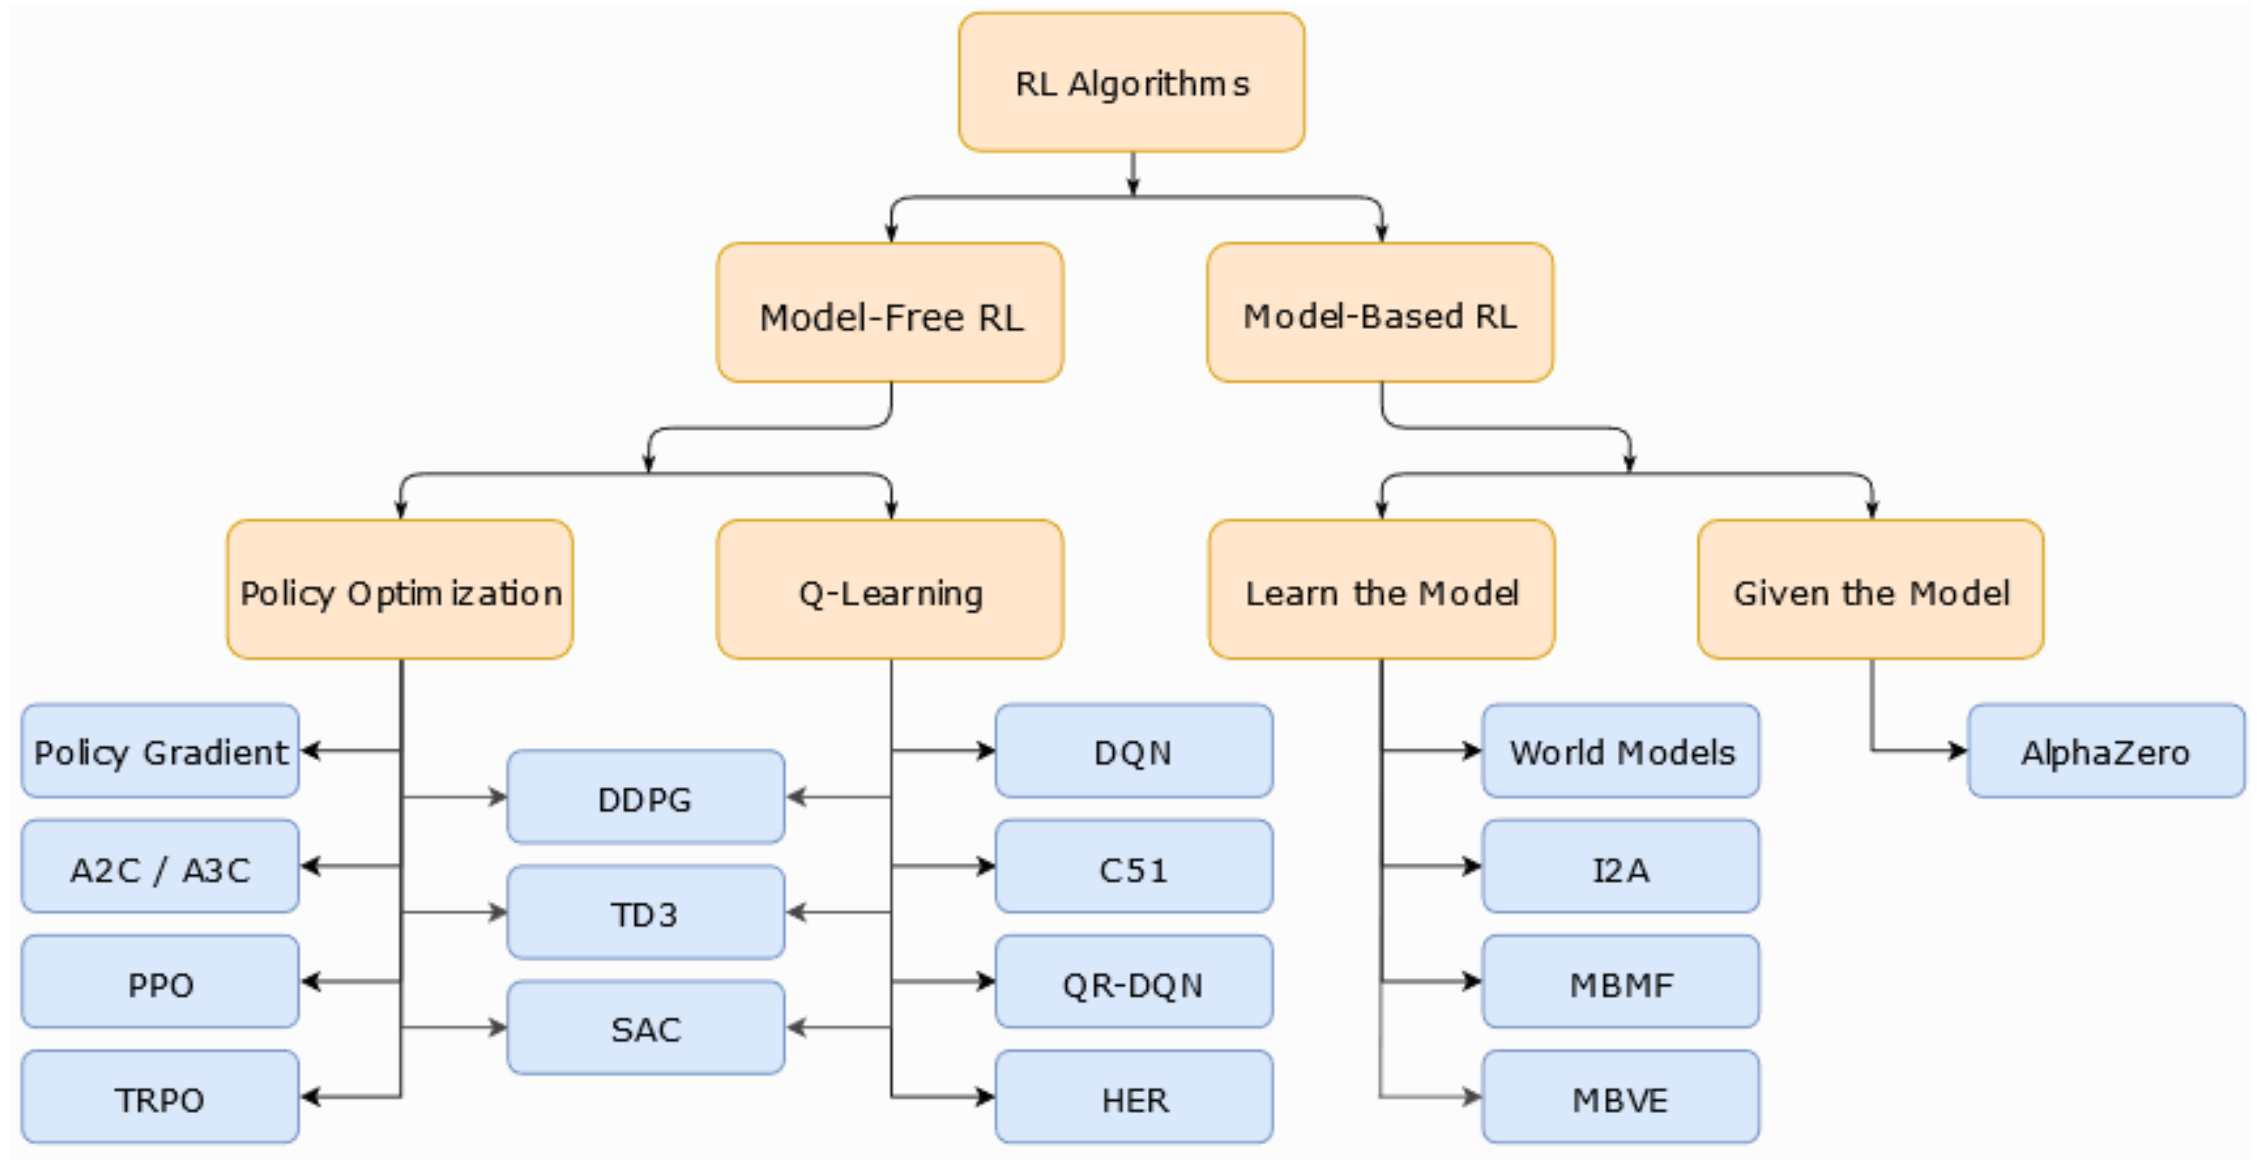 RL Algorithms
Model-Free RL
Model-Based RL
Policy Optimization
Q-Learning
Learn the Model
Given the Model
Policy Gradient
DDPG
DQN
World Models
AlphaZero
A2C / A3C
TD3
C51
I2A
PPO
SAC
QR-DQN
MBMF
TRPO
HER
MBVE